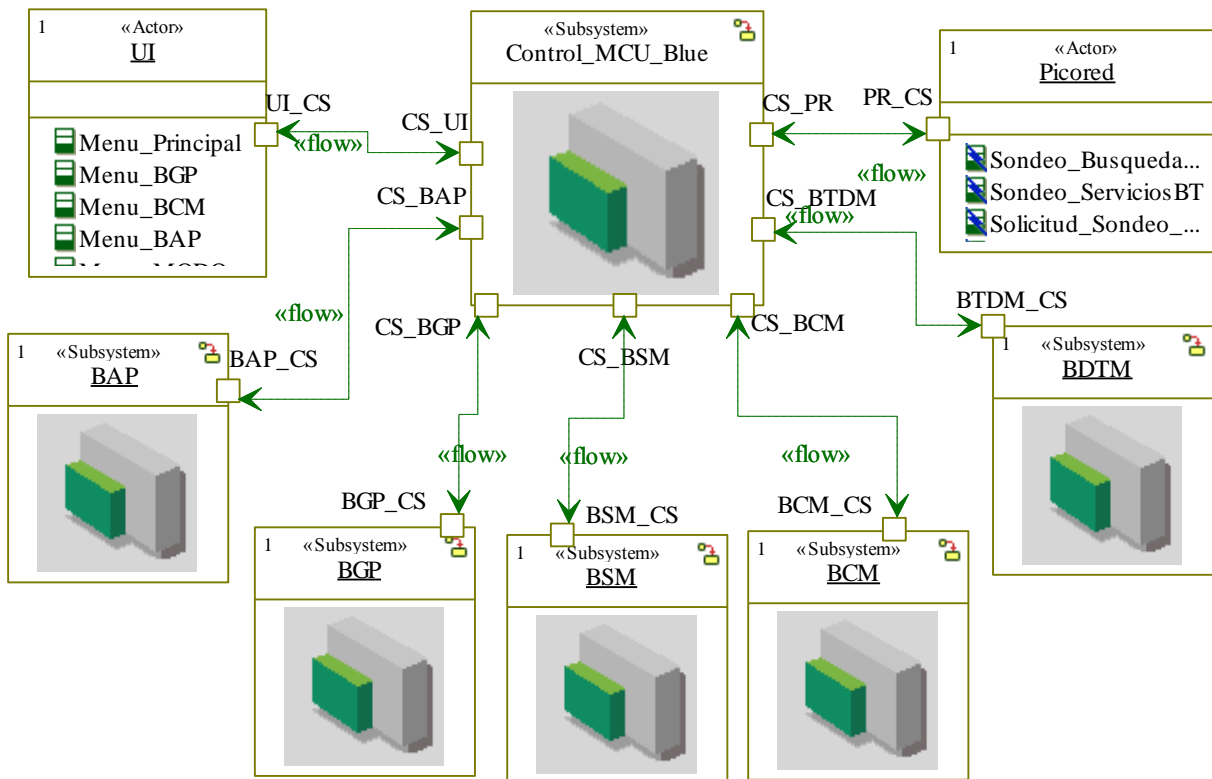 1 «Actor»
UI
UI_CS
Menu_Principal
Menu_BGP
Menu_BCM
Menu_BAP
«flow»
«Subsystem»
Control_MCU_Blue
CS_UI
CS_BAP
CS_BGP
CS_BSM
CS_BCM
CS_PR
CS_BTDM
1 «Actor»
Picored
PR_CS
Sondeo_Busqueda...
Sondeo_ServiciosBT
Solicitud_Sondeo_...
«flow»
«flow»
«flow»
1 «Subsystem»
BAP
BAP_CS
BTDM_CS
1 «Subsystem»
BDTM
«flow»
«flow»
«flow»
BGP_CS
1 «Subsystem»
BGP
BSM_CS
1 «Subsystem»
BSM
BCM_CS
1 «Subsystem»
BCM